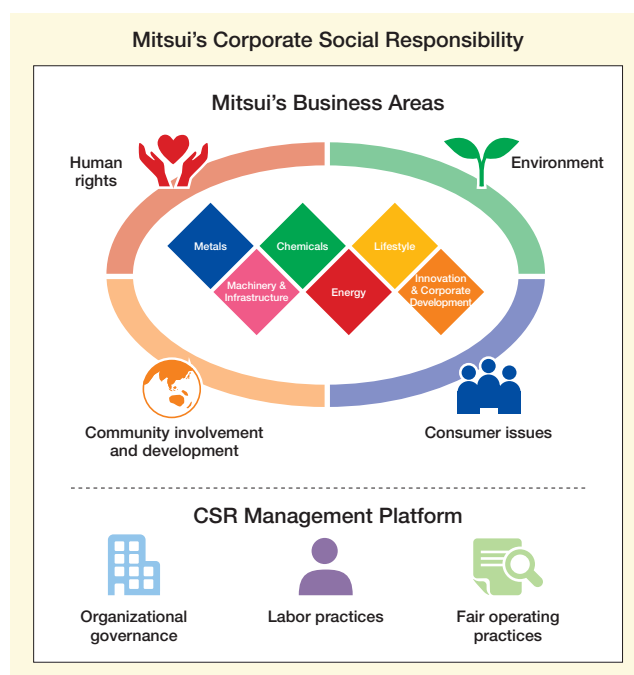 Mitsui's Corporate Social Responsibility
Mitsui's Business Areas
Human
rights
Environment
Metals
Chemicals
Lifestyle
Machinery &
Infrastructure
Energy
Innovation
& Corporate
Development
Community involvement
and development
Consumer issues
CSR Management Platform
Organizational
governance
Labor practices
Fair operating
practices